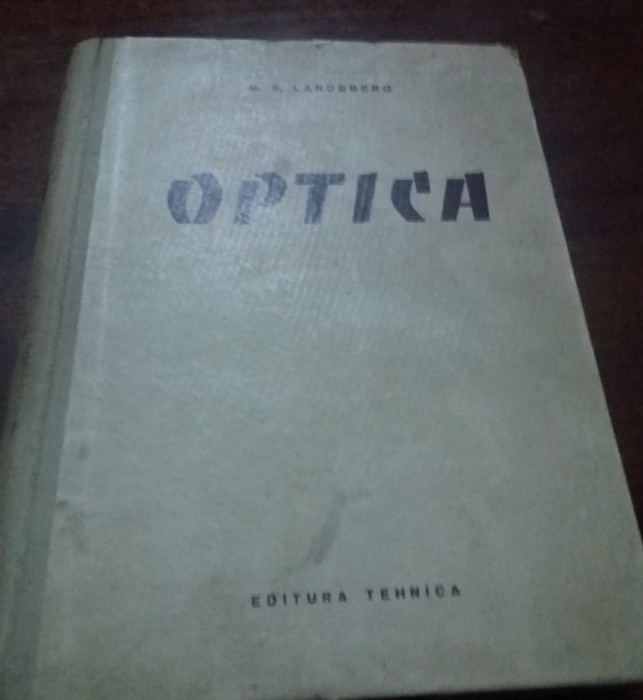 G. S. LANDSBERG
OPTICA
EDITURA TEHNICA